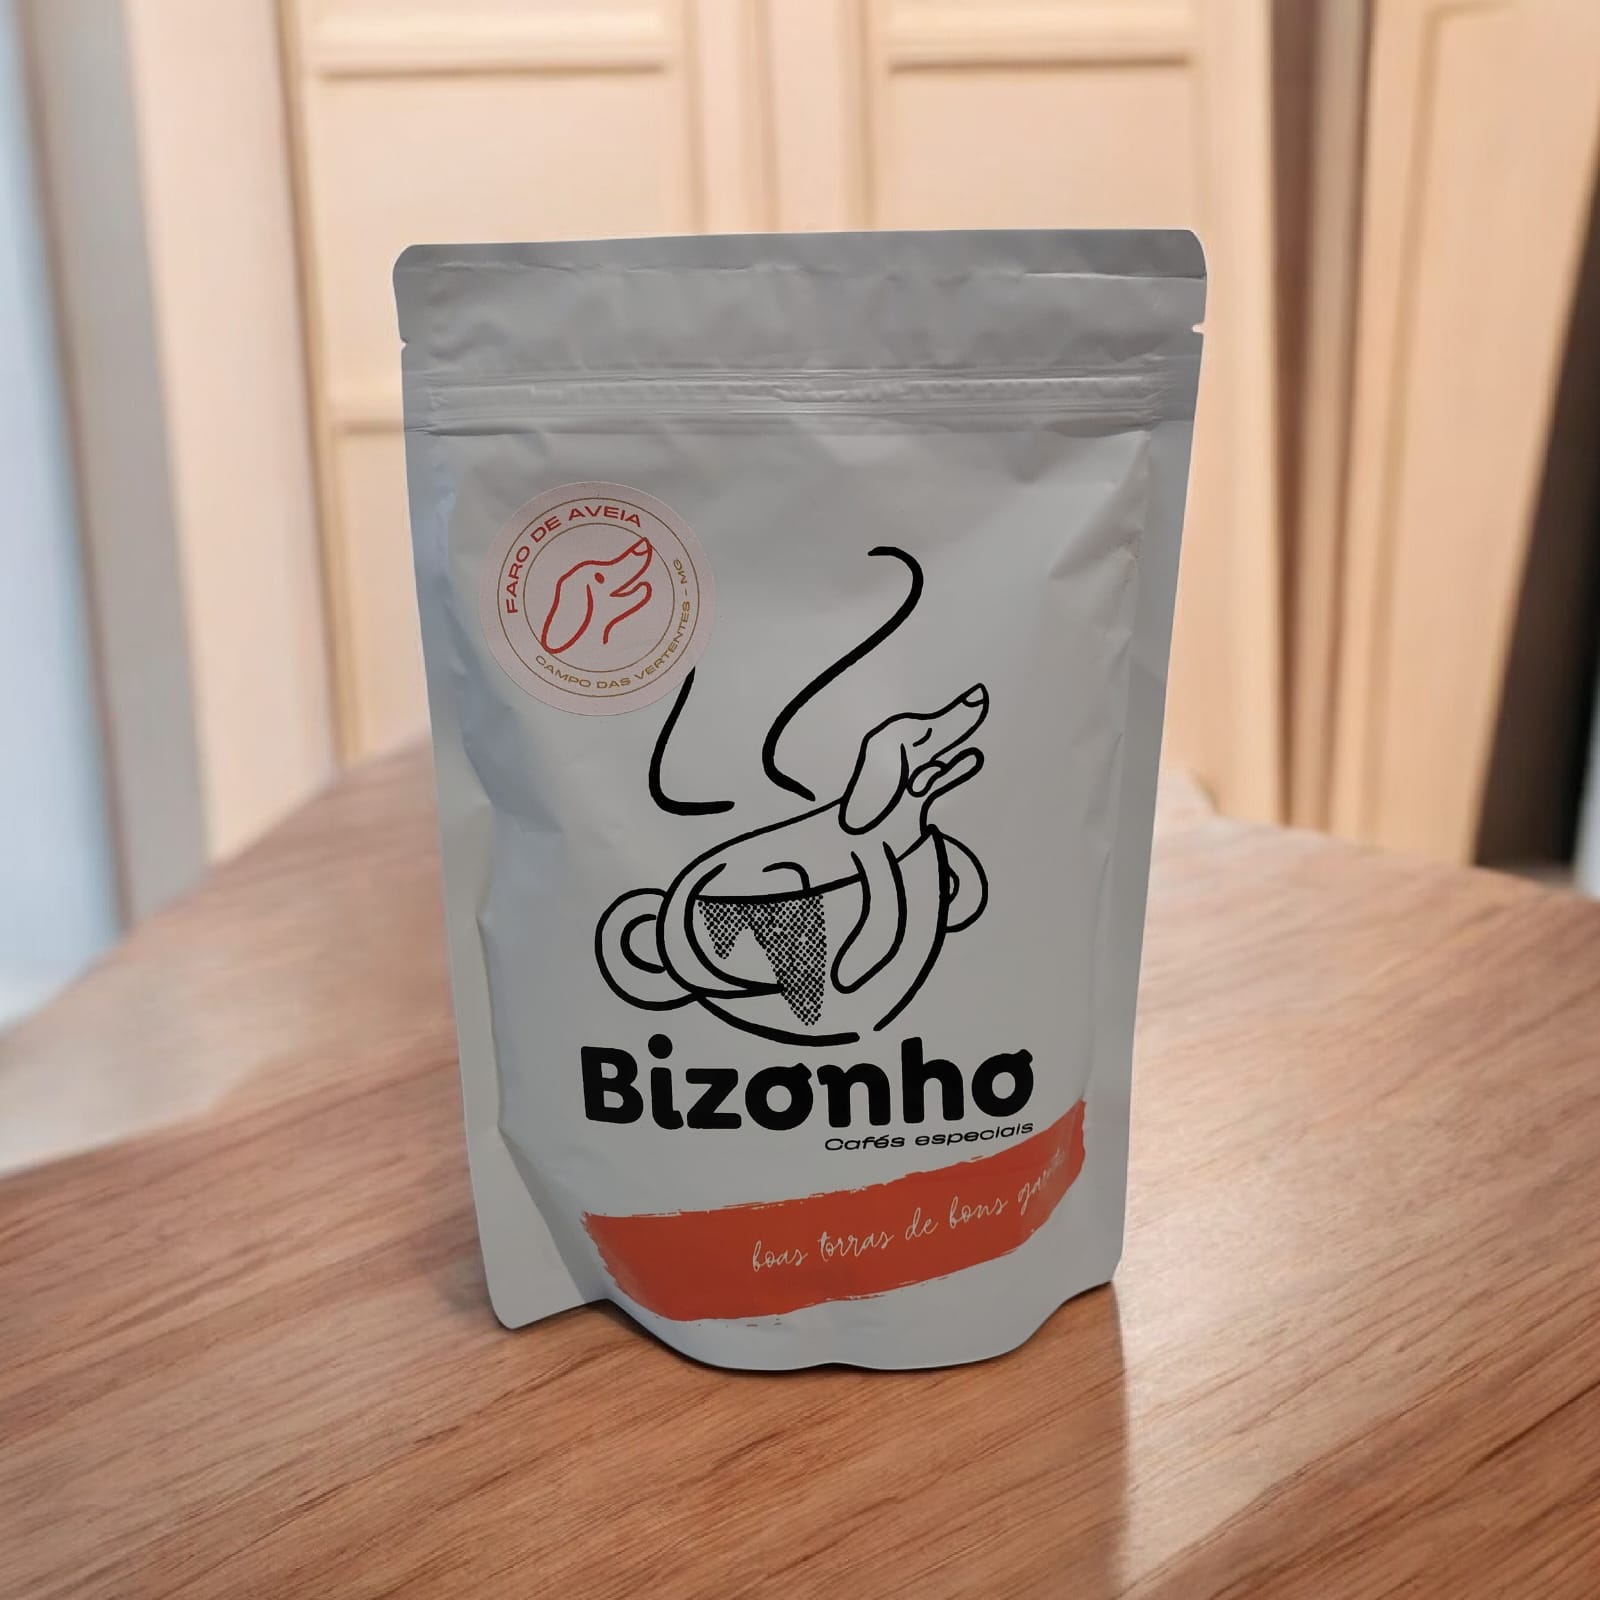 FARO DE AVEIA
CAMPO DAS VERTENTES - MG
Bizonho
Cafés especiais
boas torras de bons